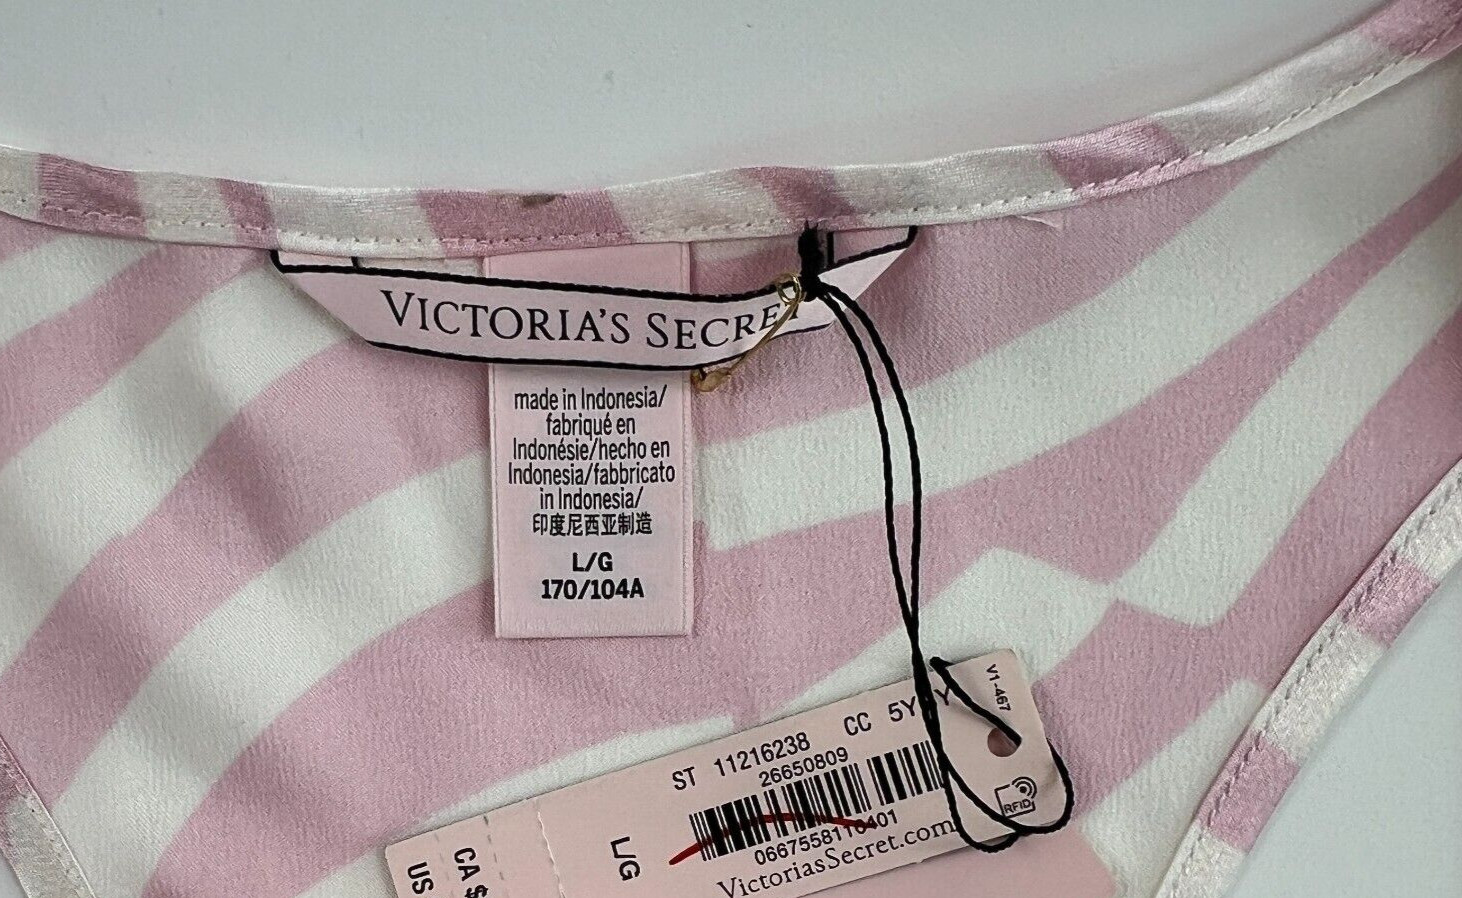 VICTORIA'S SECRET
made in Indonesia/
fabriqué en
Indonésie/hecho en
Indonesia/fabbricato
in Indonesia/
印度尼西亚制造
L/G
170/104A
V1-467
ST 11216238 CC
26650809
RFID
L/G
VictoriasSecret.com
CA $
US